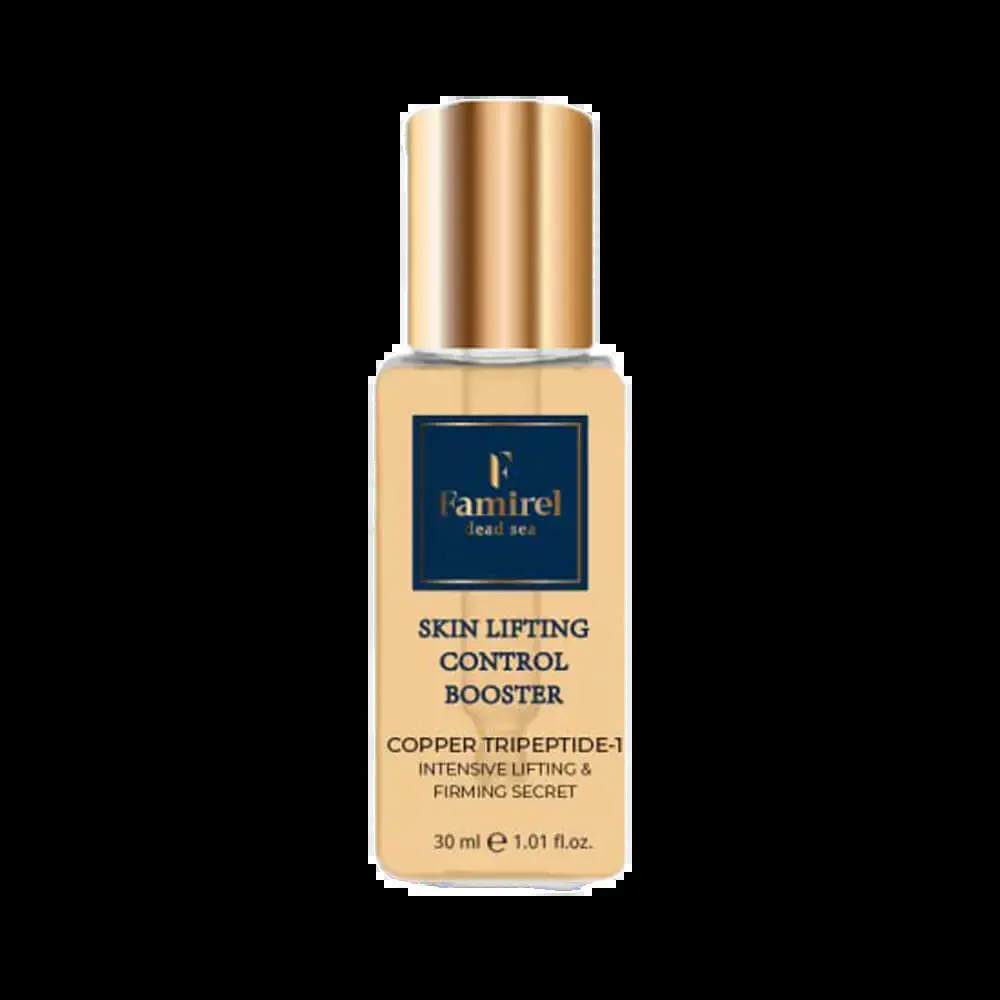 F
Famirel
dead sea
SKIN LIFTING
CONTROL
BOOSTER
COPPER TRIPEPTIDE-1
INTENSIVE LIFTING &
FIRMING SECRET
30 ml ℮ 1.01 fl.oz.